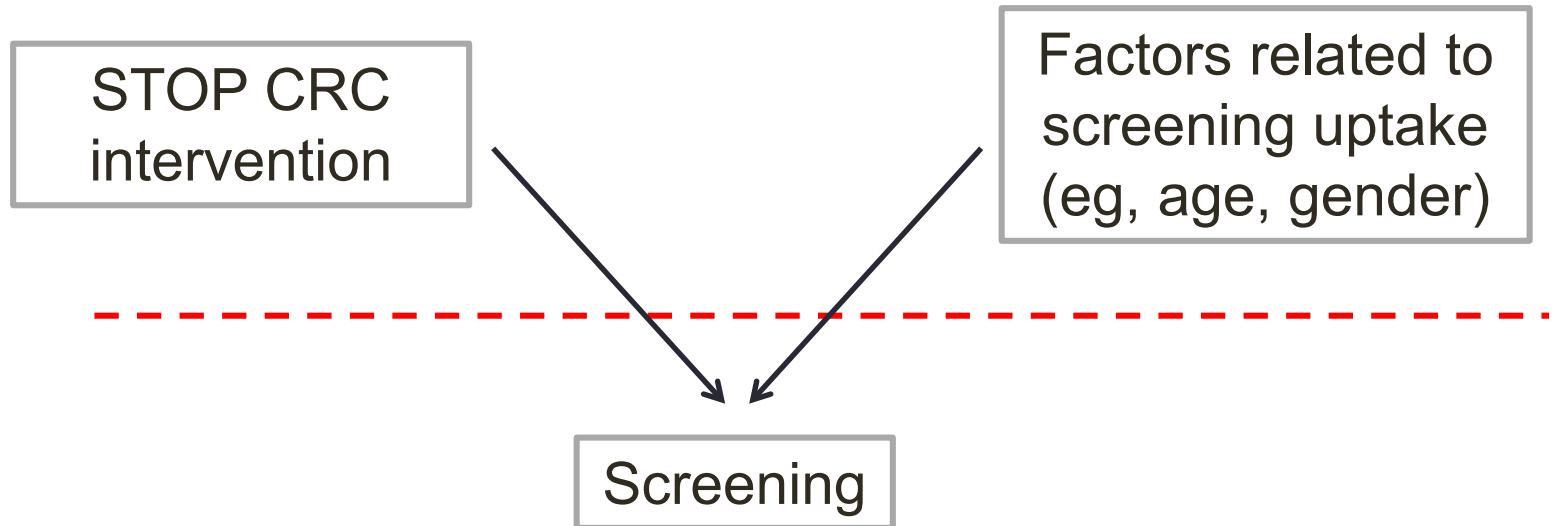 STOP CRC
intervention
Factors related to
screening uptake
(eg, age, gender)
Screening